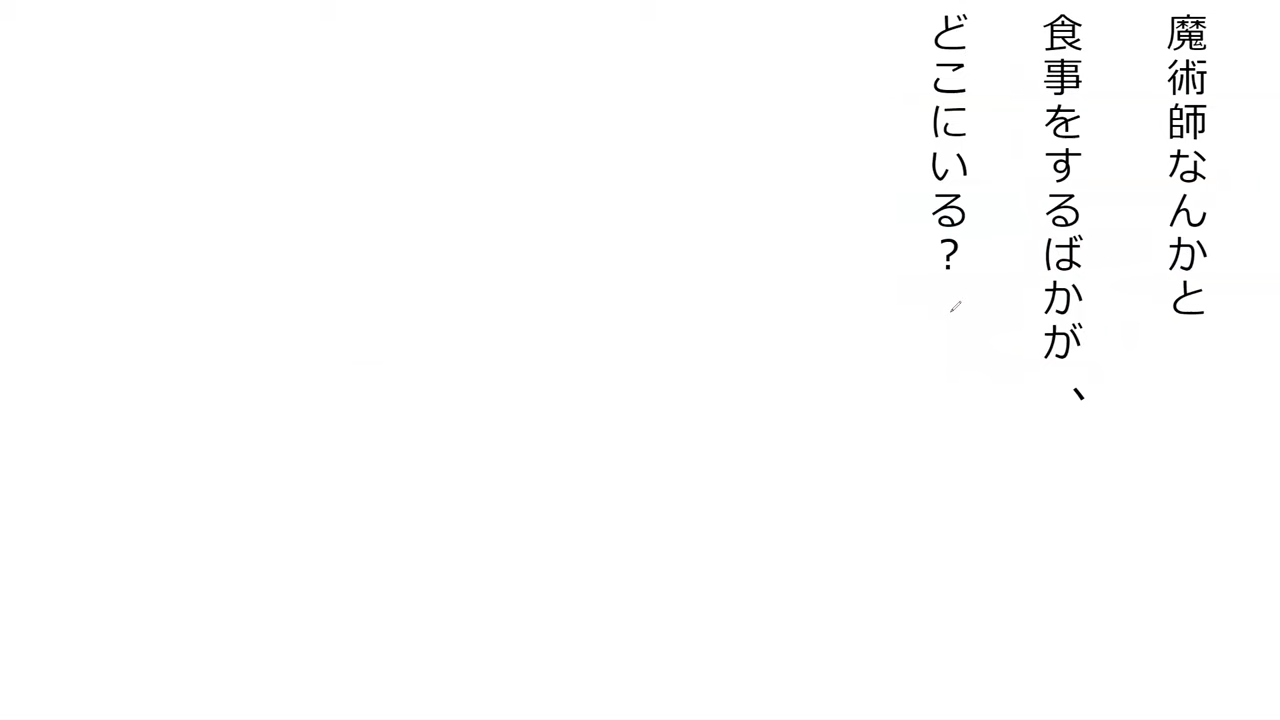 魔術師なんかと
食事をするばかが、
どこにいる?